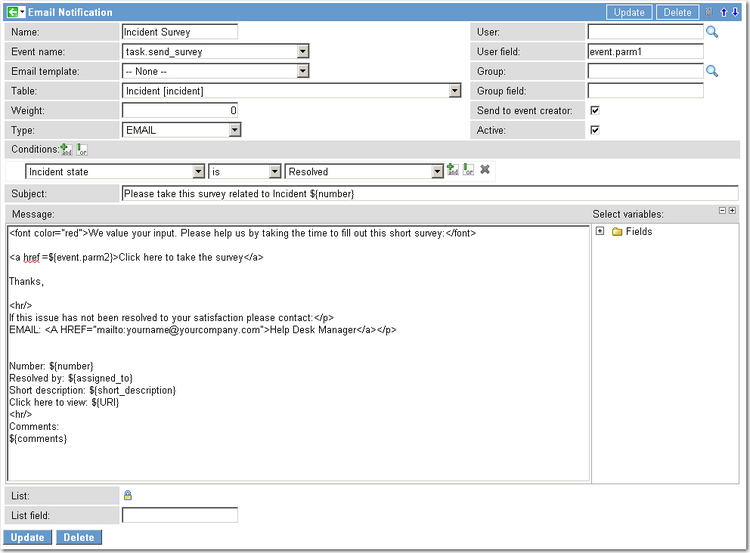 Email Notification Update Delete
Name: Incident Survey User:
Event name: task.send_survey User field: event.parm1
Email template: -- None -- Group:
Table: Incident [incident] Group field:
Weight: 0 Send to event creator:
Type: EMAIL Active:
Conditions: and or
Incident state is Resolved and or
Subject: Please take this survey related to Incident ${number}
Message: Select variables:
<font color="red">We value your input. Please help us by taking the time to fill out this short survey:</font>
Fields
<a href=${event.parm2}>Click here to take the survey</a>
Thanks,
<hr/>
If this issue has not been resolved to your satisfaction please contact:</p>
EMAIL: <A HREF="mailto:yourname@yourcompany.com">Help Desk Manager</a></p>
Number: ${number}
Resolved by: ${assigned_to}
Short description: ${short_description}
Click here to view: ${URI}
<hr/>
Comments:
${comments}
List:
List field:
Update Delete